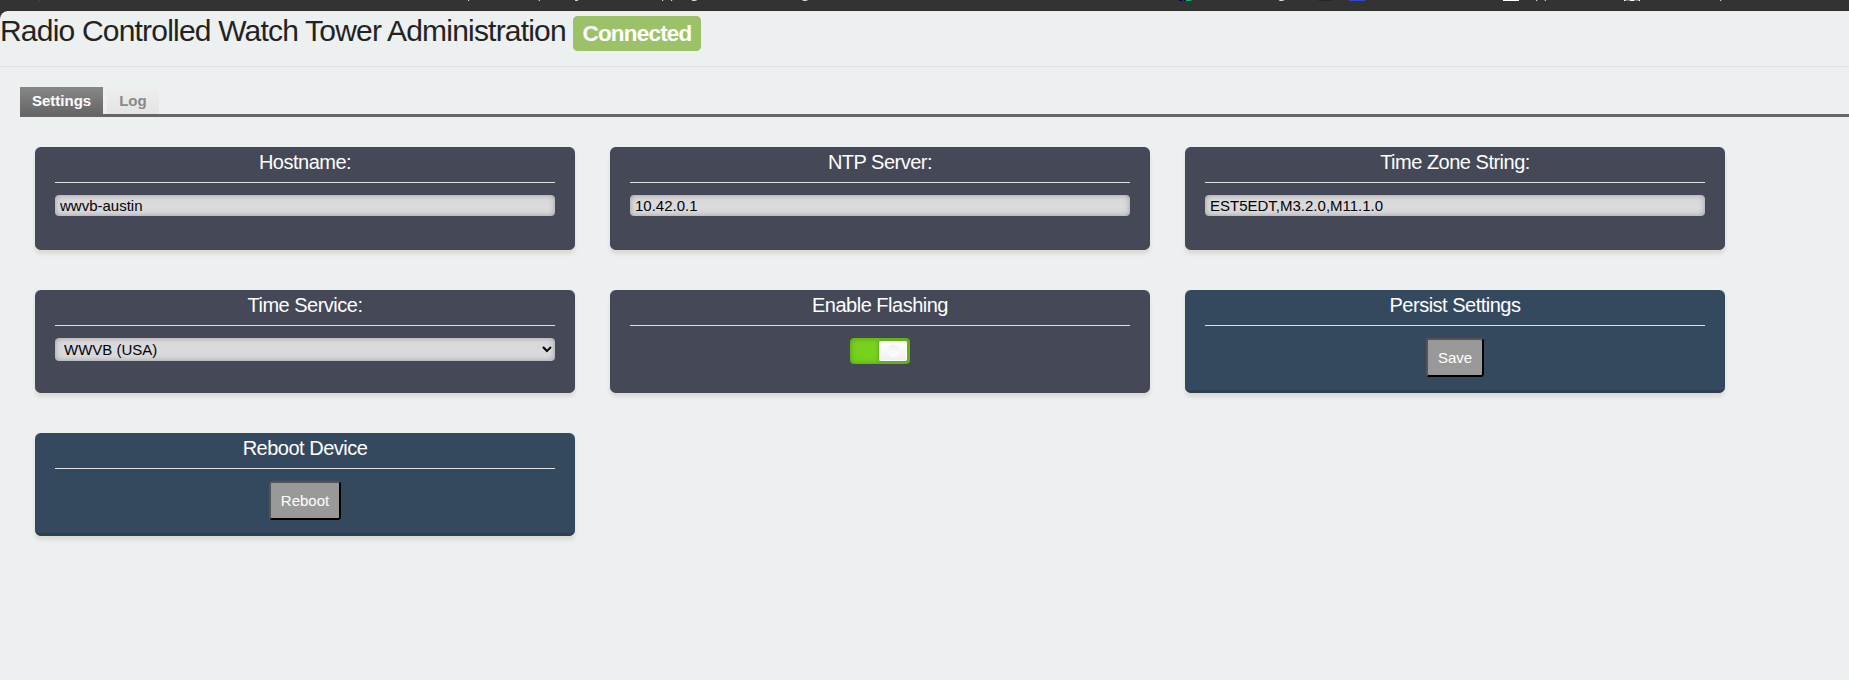 Radio Controlled Watch Tower Administration Connected
Settings Log
Hostname: NTP Server: Time Zone String:
wwvb-austin 10.42.0.1 EST5EDT,M3.2.0,M11.1.0
Time Service: Enable Flashing Persist Settings
WWVB (USA) Save
Reboot Device
Reboot